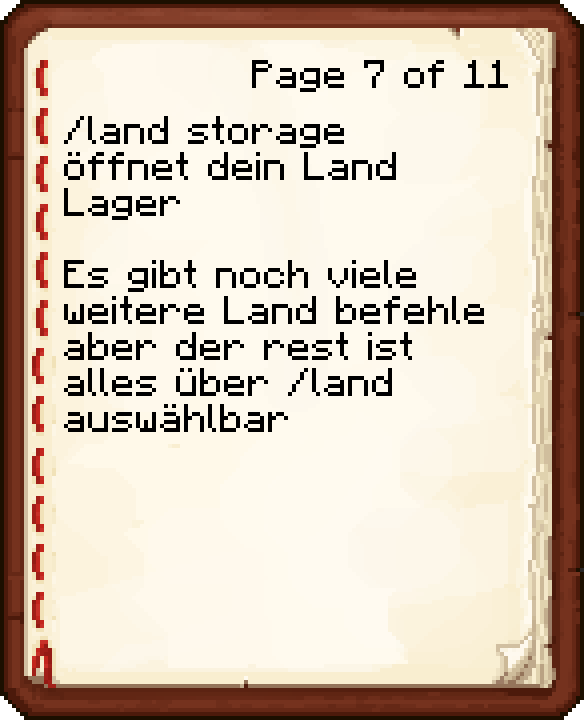 Page 7 of 11
/land storage
öffnet dein Land
Lager
Es gibt noch viele
weitere Land befehle
aber der rest ist
alles über /land
auswählbar